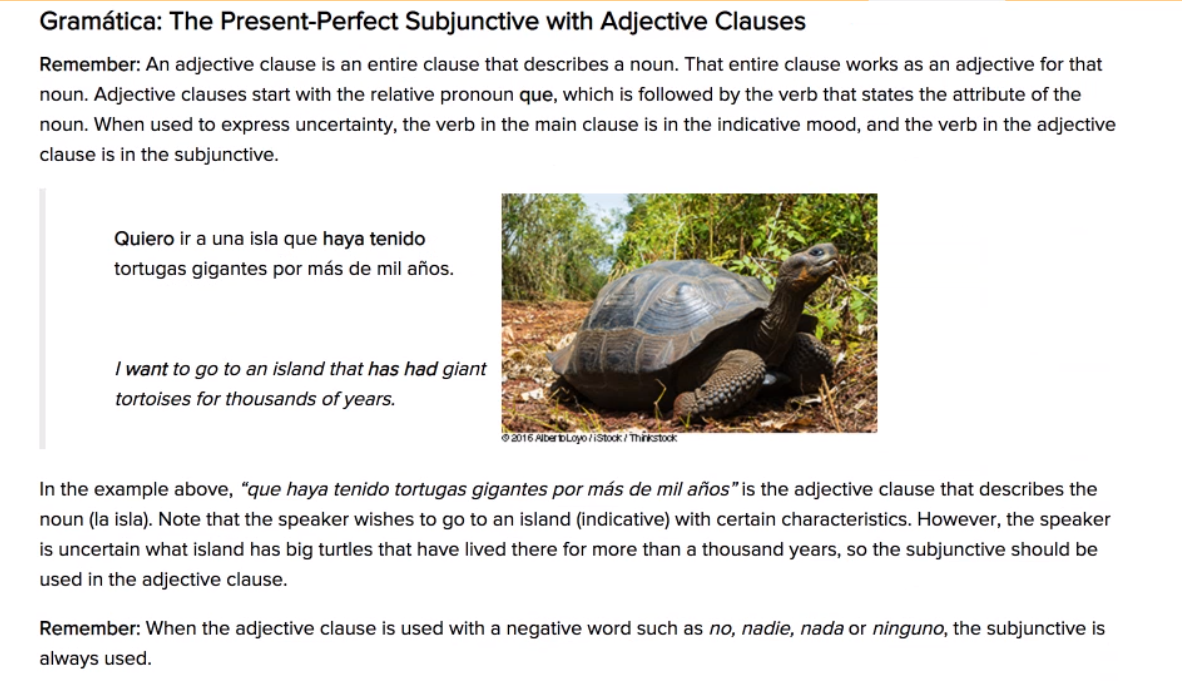 Gramática: The Present-Perfect Subjunctive with Adjective Clauses
Remember: An adjective clause is an entire clause that describes a noun. That entire clause works as an adjective for that
noun. Adjective clauses start with the relative pronoun que, which is followed by the verb that states the attribute of the
noun. When used to express uncertainty, the verb in the main clause is in the indicative mood, and the verb in the adjective
clause is in the subjunctive.
Quiero ir a una isla que haya tenido
tortugas gigantes por más de mil años.
I want to go to an island that has had giant
tortoises for thousands of years.
© 2016 AlbertoLoyo / iStock / Thinkstock
In the example above, “que haya tenido tortugas gigantes por más de mil años” is the adjective clause that describes the
noun (la isla). Note that the speaker wishes to go to an island (indicative) with certain characteristics. However, the speaker
is uncertain what island has big turtles that have lived there for more than a thousand years, so the subjunctive should be
used in the adjective clause.
Remember: When the adjective clause is used with a negative word such as no, nadie, nada or ninguno, the subjunctive is
always used.